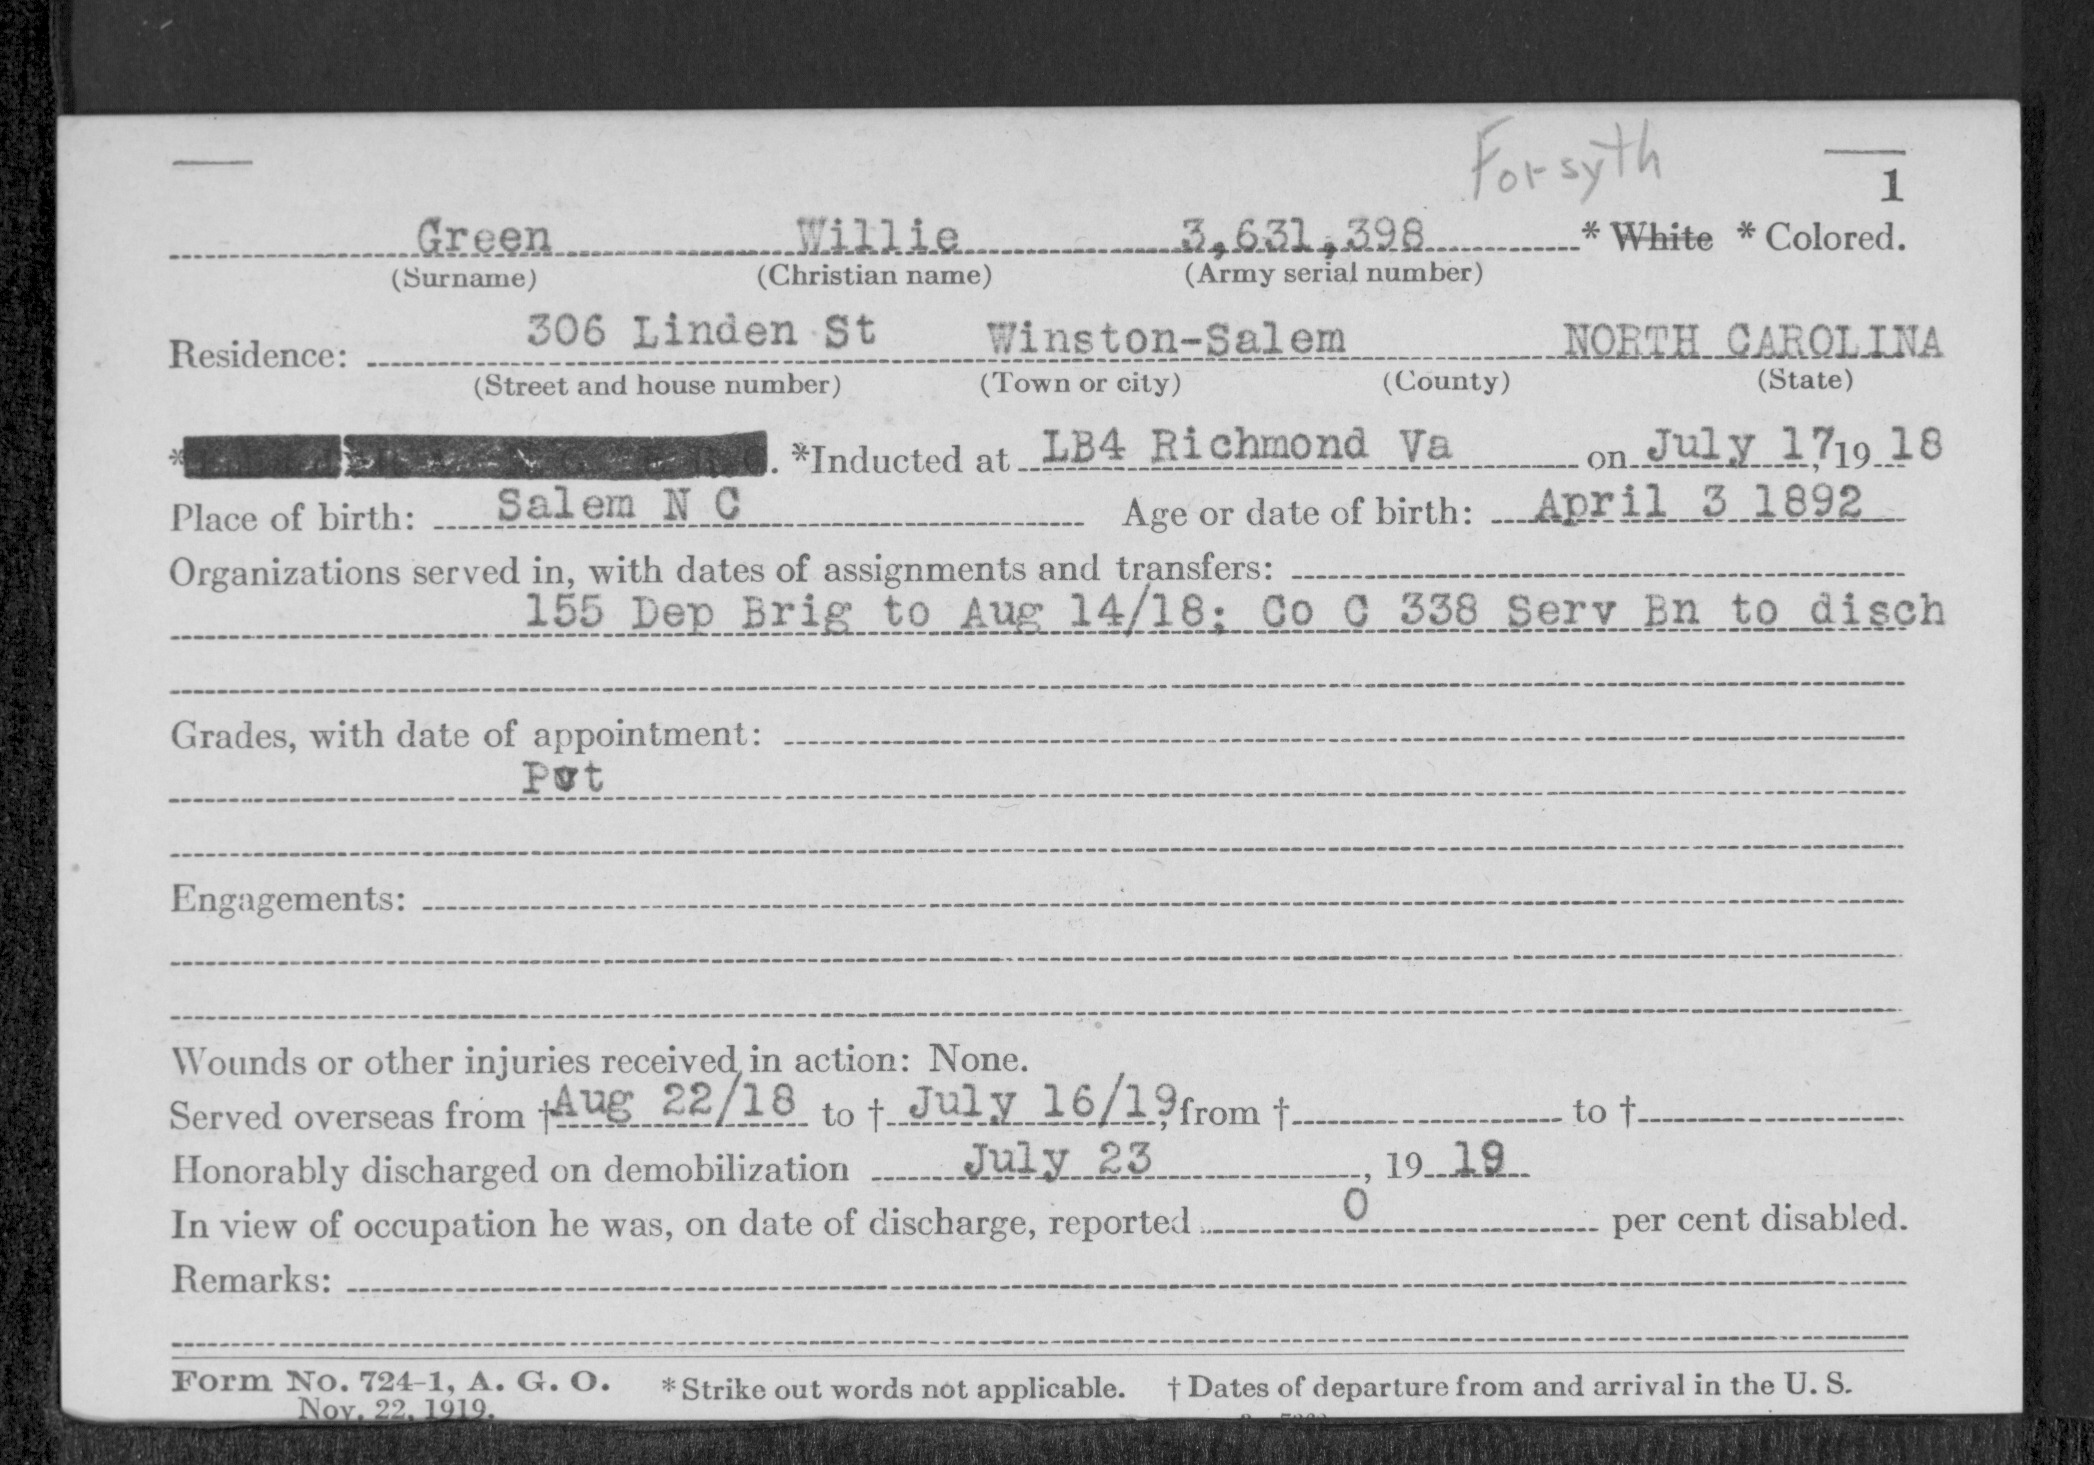 Forsyth
1
Green Willie 3,631,398 * White * Colored.
(Surname) (Christian name) (Army serial number)
Residence: 306 Linden St Winston-Salem NORTH CAROLINA
(Street and house number) (Town or city) (County) (State)
* . *Inducted at LB4 Richmond Va on July 17, 19 18
Place of birth: Salem N C Age or date of birth: April 3 1892
Organizations served in, with dates of assignments and transfers:
155 Dep Brig to Aug 14/18; Co C 338 Serv Bn to disch
Grades, with date of appointment:
Pvt
Engagements:
Wounds or other injuries received in action: None.
Served overseas from † Aug 22/18 to † July 16/19, from † to †
Honorably discharged on demobilization July 23, 19 19
In view of occupation he was, on date of discharge, reported 0 per cent disabled.
Remarks:
Form No. 724-1, A. G. O. * Strike out words not applicable. † Dates of departure from and arrival in the U. S.
Nov. 22, 1919.